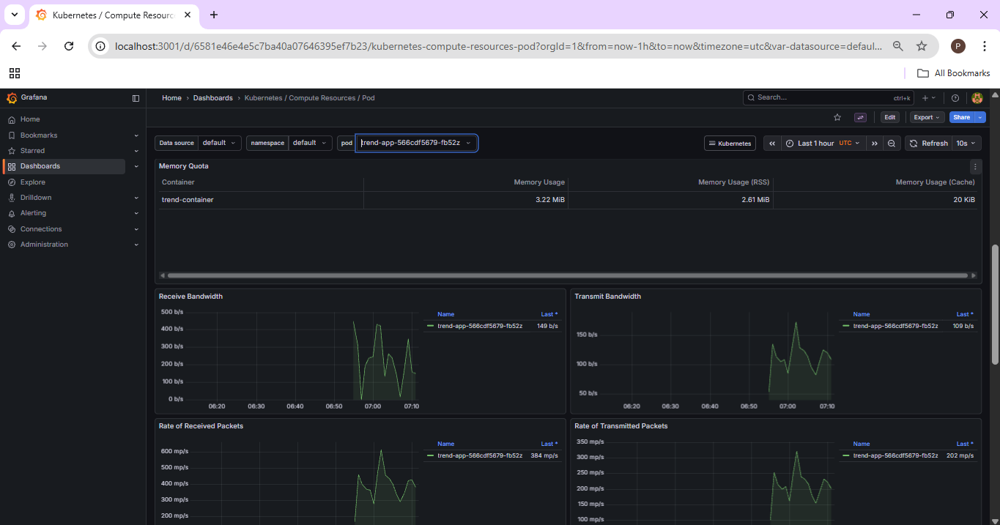 Kubernetes / Compute Resourc
localhost:3001/d/6581e46e4e5c7ba40a07646395ef7b23/kubernetes-compute-resources-pod?orgId=1&from=now-1h&to=now&timezone=utc&var-datasource=defaul...
P
All Bookmarks
Grafana
Home › Dashboards › Kubernetes / Compute Resources / Pod
Search...
ctrl+k
Home
Bookmarks
Starred
Dashboards
Explore
Drilldown
Alerting
Connections
Administration
Edit
Export
Share
Data source default
namespace default
pod trend-app-566cdf5679-fb52z
Kubernetes
Last 1 hour UTC
Refresh 10s
Memory Quota
Container Memory Usage Memory Usage (RSS) Memory Usage (Cache)
trend-container 3.22 MiB 2.61 MiB 20 KiB
Receive Bandwidth
500 b/s
400 b/s
300 b/s
200 b/s
100 b/s
0 b/s
06:20 06:30 06:40 06:50 07:00 07:10
Name Last *
trend-app-566cdf5679-fb52z 149 b/s
Transmit Bandwidth
150 b/s
100 b/s
50 b/s
06:20 06:30 06:40 06:50 07:00 07:10
Name Last *
trend-app-566cdf5679-fb52z 109 b/s
Rate of Received Packets
600 mp/s
500 mp/s
400 mp/s
300 mp/s
200 mp/s
Name Last *
trend-app-566cdf5679-fb52z 384 mp/s
Rate of Transmitted Packets
350 mp/s
300 mp/s
250 mp/s
200 mp/s
150 mp/s
100 mp/s
Name Last *
trend-app-566cdf5679-fb52z 202 mp/s